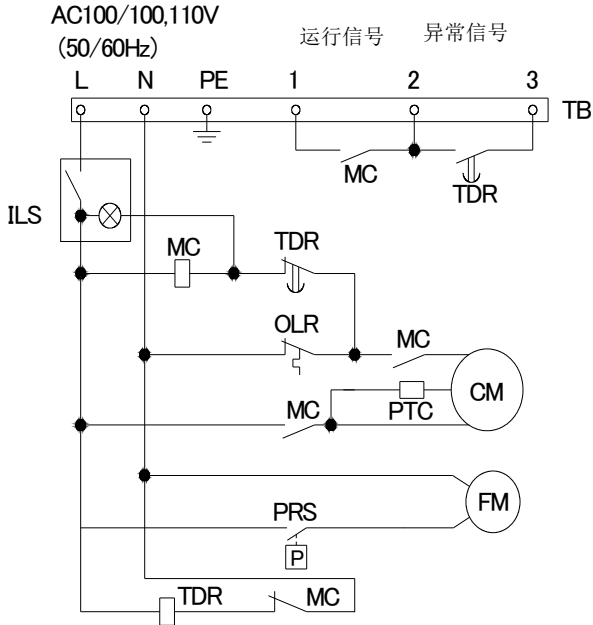 AC100/100,110V
(50/60Hz)
运行信号 异常信号
L N PE 1 2 3
TB
MC
TDR
ILS
MC
TDR
OLR
MC
CM
PTC
MC
FM
PRS
P
TDR
MC